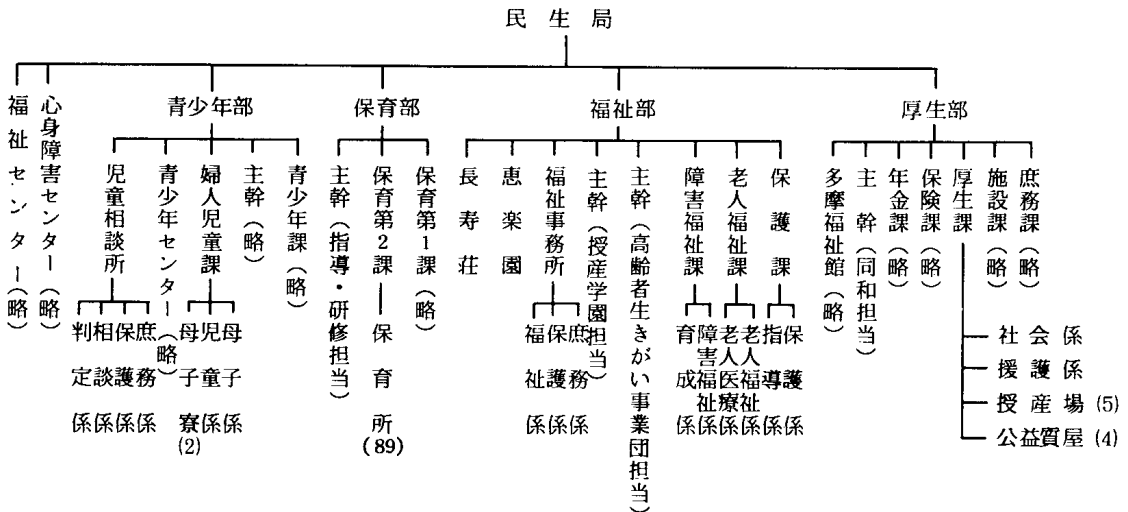 民生局
厚生部
庶務課(略)
施設課(略)
厚生課
社会係
援護係
授産場 (5)
公益質屋 (4)
保険課(略)
年金課(略)
主幹(同和担当)
多摩福祉館(略)
福祉部
保護課
保護係
指導係
老人福祉課
老人福祉係
老人医療係
障害福祉課
障害福祉係
育成係
主幹(高齢者生きがい事業団担当)
主幹(授産学園担当)
福祉事務所
庶務係
保護係
福祉係
恵楽園
長寿荘
保育部
保育第1課(略)
保育第2課
保育所(89)
主幹(指導・研修担当)
青少年部
青少年課(略)
主幹(略)
婦人児童課
母子係
児童係
母子寮(2)
青少年センター(略)
児童相談所
庶務係
保護係
相談係
判定係
心身障害センター(略)
福祉センター(略)